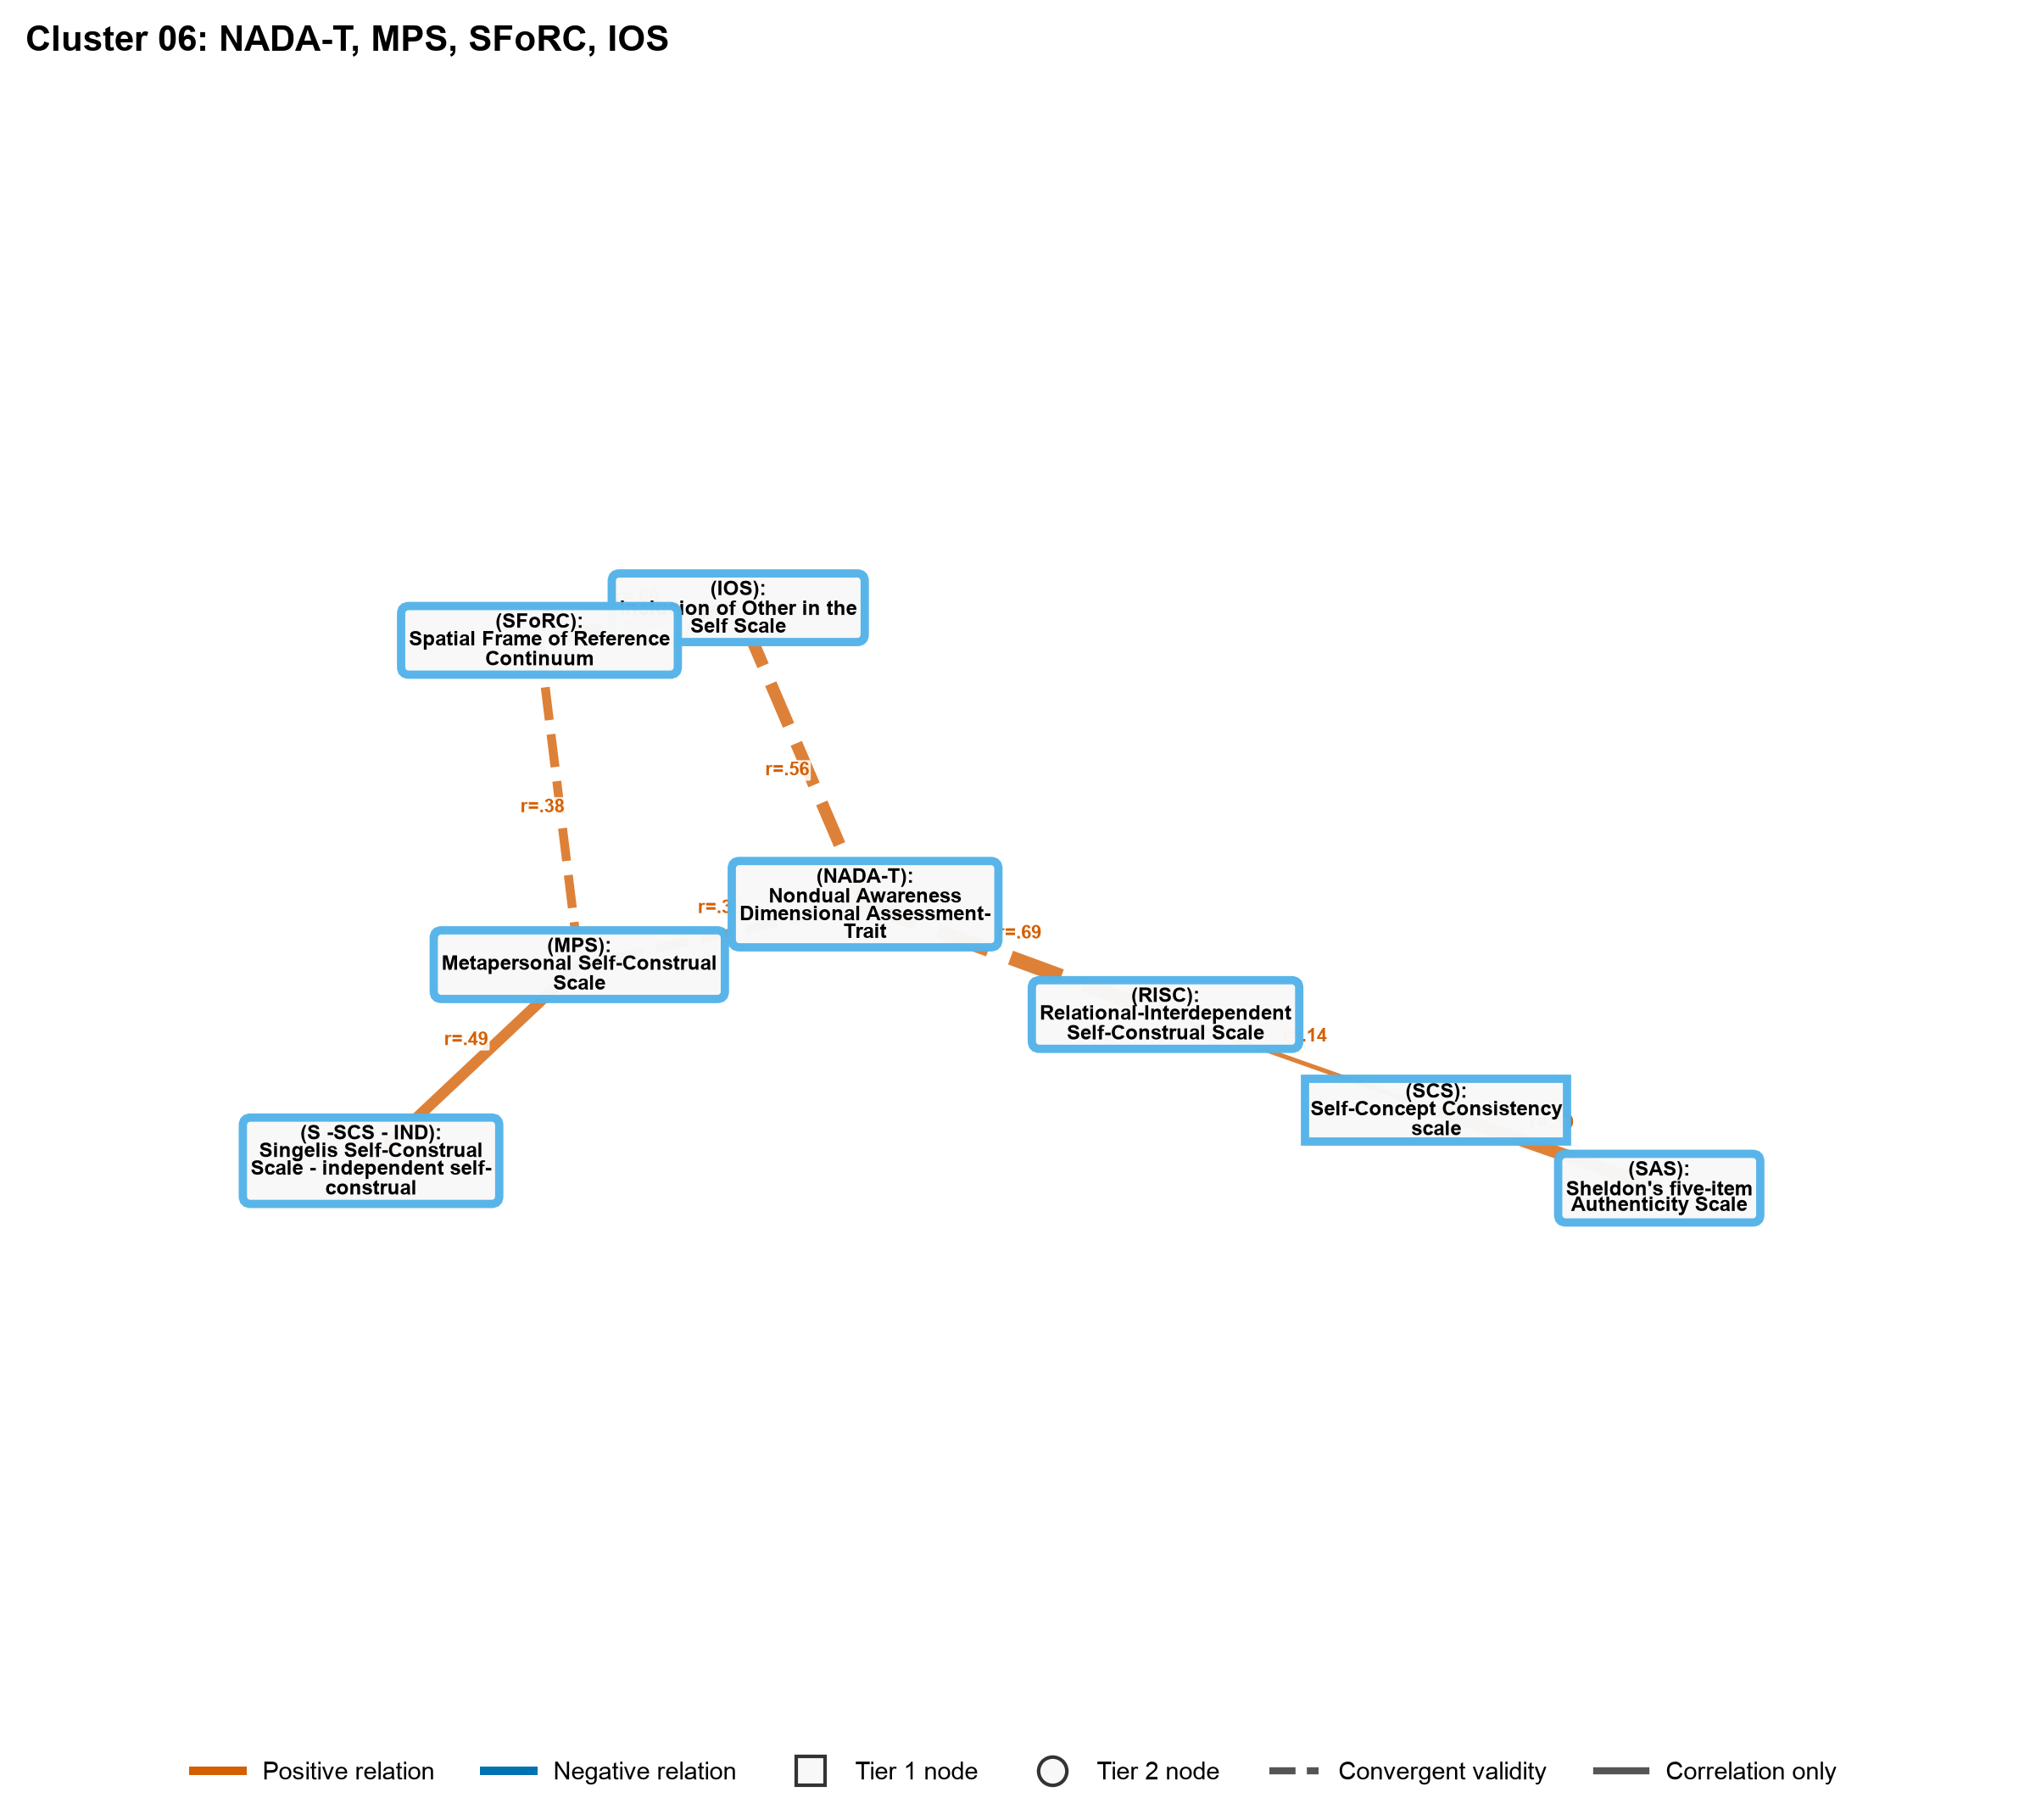 Cluster 06: NADA-T, MPS, SFoRC, IOS
(IOS):
of Other in the
Self Scale
(SFoRC):
Spatial Frame of Reference
Continuum
r=.56
r=.38
(NADA-T):
Nondual Awareness
Dimensional Assessment-
Trait
r=.3
r=.69
(MPS):
Metapersonal Self-Construal
Scale
(RISC):
Relational-Interdependent
Self-Construal Scale
r=.49
.14
(SCS):
Self-Concept Consistency
scale
(S -SCS - IND):
Singelis Self-Construal
Scale - independent self-
construal
(SAS):
Sheldon's five-item
Authenticity Scale
Positive relation
Negative relation
Tier 1 node
Tier 2 node
Convergent validity
Correlation only